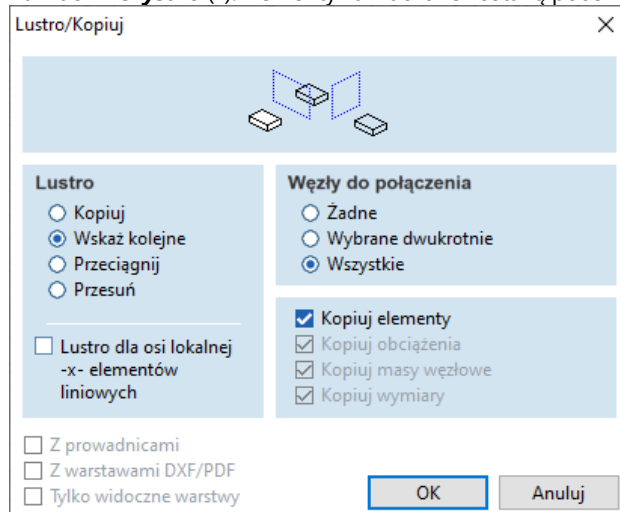 Lustro/Kopiuj
Lustro
Kopiuj
Wskaż kolejne
Przeciągnij
Przesuń
Lustro dla osi lokalnej
-x- elementów
liniowych
Węzły do połączenia
Żadne
Wybrane dwukrotnie
Wszystkie
Kopiuj elementy
Kopiuj obciążenia
Kopiuj masy węzłowe
Kopiuj wymiary
Z prowadnicami
Z warstawami DXF/PDF
Tylko widoczne warstwy
OK
Anuluj